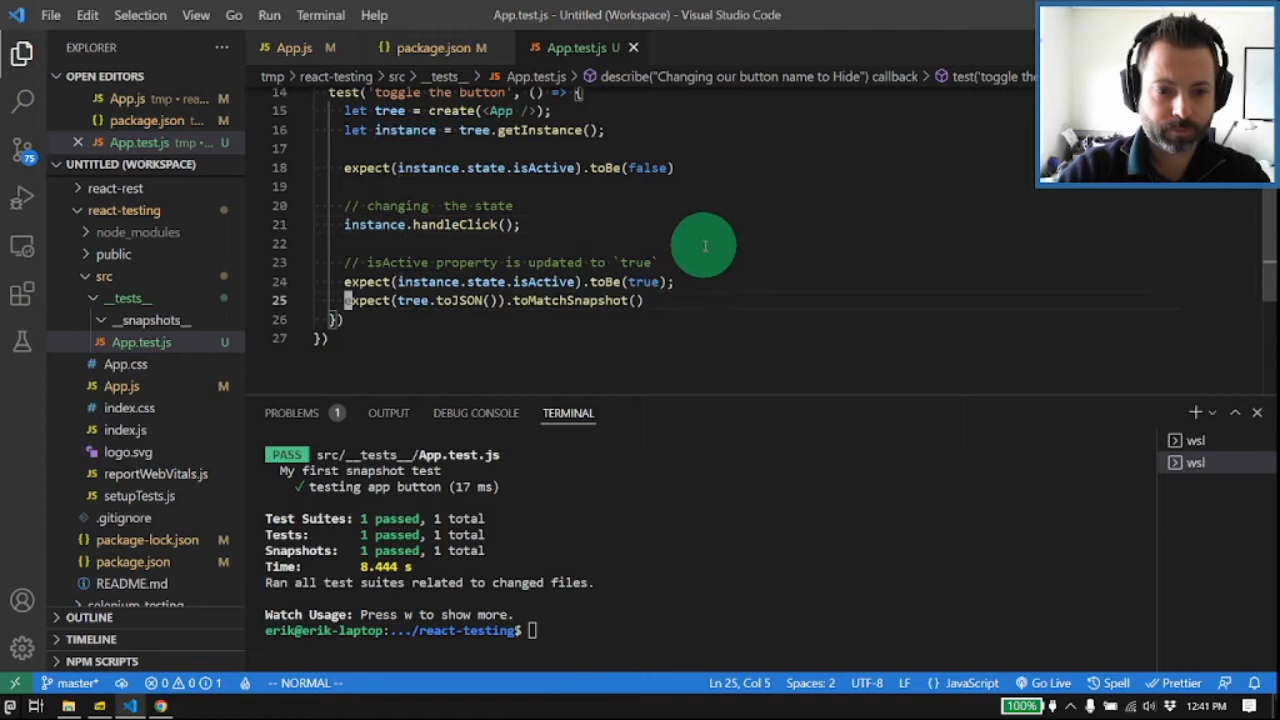 File Edit Selection View Go Run Terminal Help
App.test.js - Untitled (Workspace) - Visual Studio Code
EXPLORER ...
OPEN EDITORS
App.js tmp • rea... M
package.json to... M
App.test.js tmp •... U
UNTITLED (WORKSPACE)
react-rest
react-testing
node_modules
public
src
__tests__
__snapshots__
App.test.js U
App.css
App.js M
index.css
index.js
logo.svg
reportWebVitals.js
setupTests.js
.gitignore
package-lock.json M
package.json M
README.md
selenium-testing
OUTLINE
TIMELINE
NPM SCRIPTS
75
App.js M
package.json M
App.test.js U
tmp > react-testing > src > __tests__ > App.test.js > describe("Changing our button name to Hide") callback > test('toggle the
14 test('toggle the button', () => {
15 let tree = create(<App />);
16 let instance = tree.getInstance();
17
18 expect(instance.state.isActive).toBe(false)
19
20 // changing the state
21 instance.handleClick();
22
23 // isActive property is updated to `true`
24 expect(instance.state.isActive).toBe(true);
25 expect(tree.toJSON()).toMatchSnapshot()
26 })
27 })
PROBLEMS 1 OUTPUT DEBUG CONSOLE TERMINAL
wsl
wsl
PASS src/__tests__/App.test.js
My first snapshot test
✓ testing app button (17 ms)
Test Suites: 1 passed, 1 total
Tests: 1 passed, 1 total
Snapshots: 1 passed, 1 total
Time: 8.444 s
Ran all test suites related to changed files.
Watch Usage: Press w to show more.
erik@erik-laptop:.../react-testing$
master* 0 0 1 -- NORMAL -- Ln 25, Col 5 Spaces: 2 UTF-8 LF {} JavaScript Go Live Spell Prettier
100% 12:41 PM